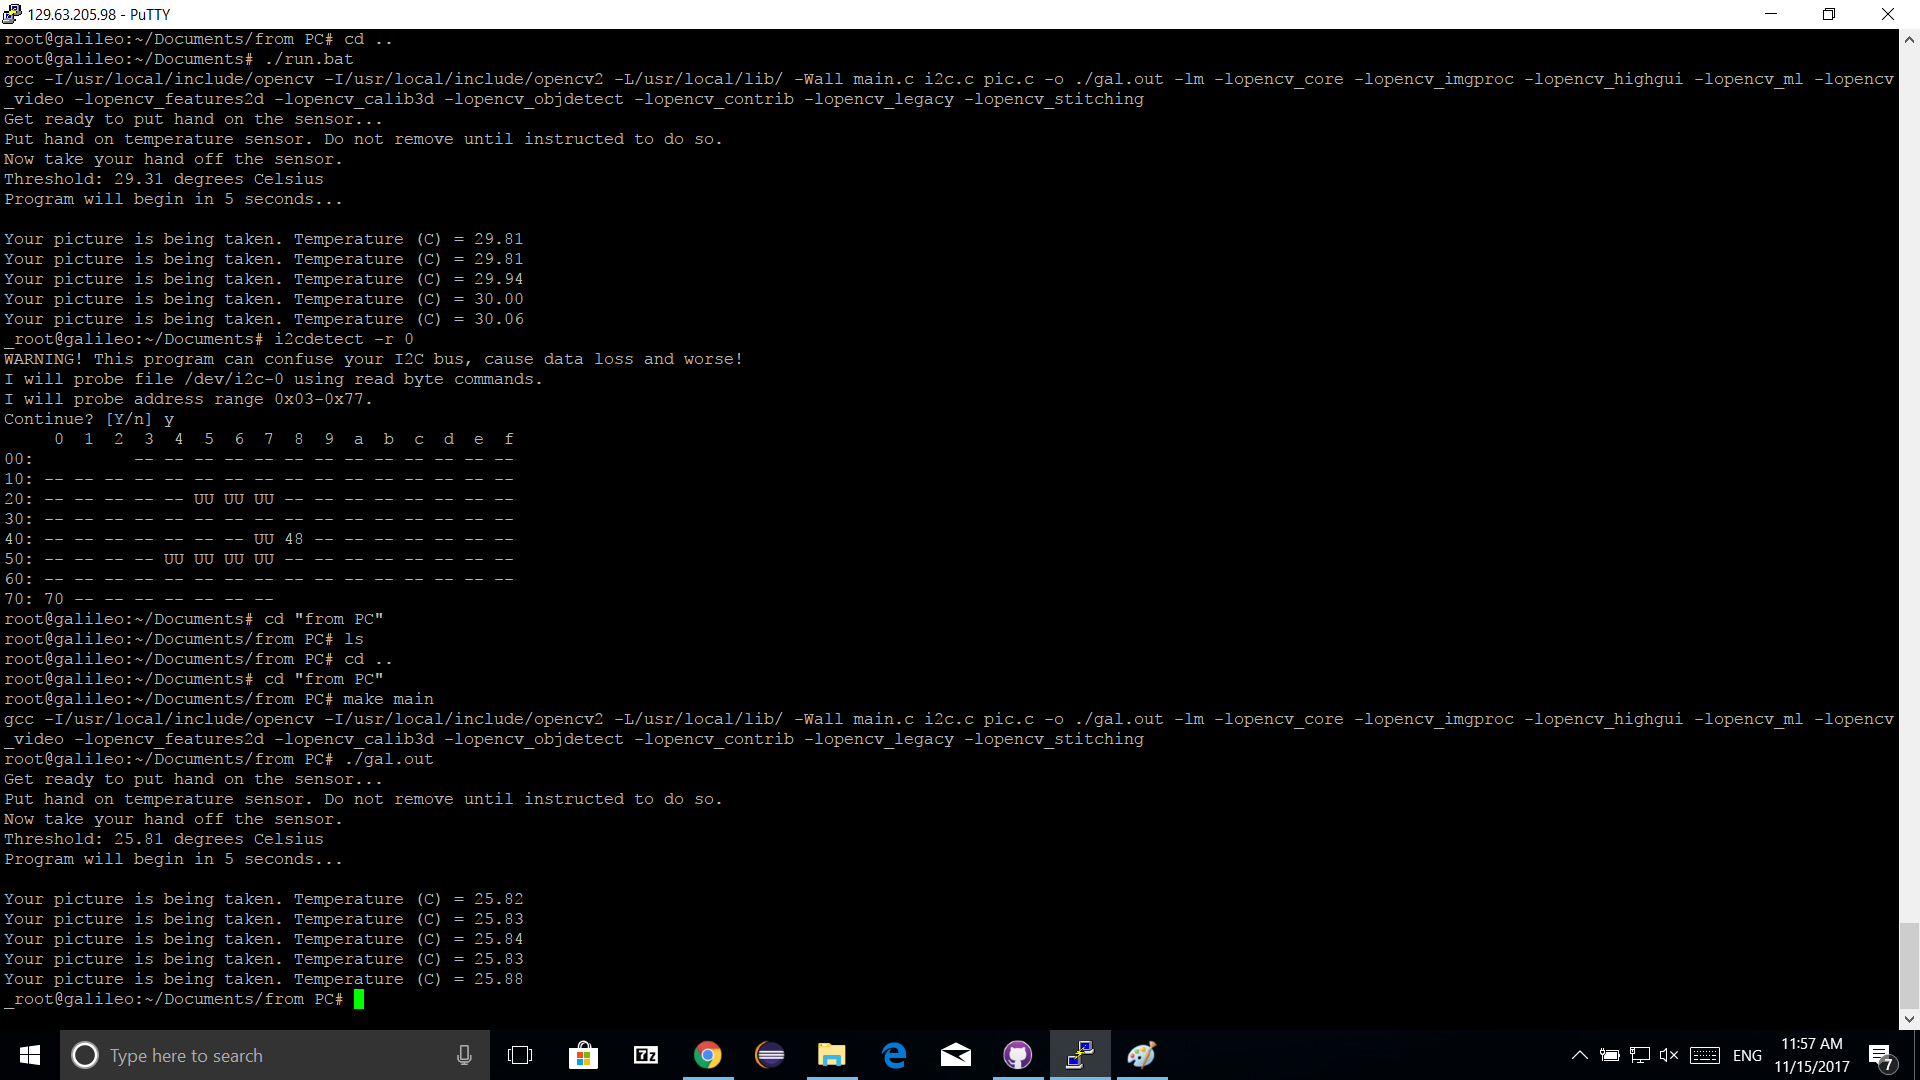 129.63.205.98 - PuTTY
root@galileo:~/Documents/from PC# cd ..
root@galileo:~/Documents# ./run.bat
gcc -I/usr/local/include/opencv -I/usr/local/include/opencv2 -L/usr/local/lib/ -Wall main.c i2c.c pic.c -o ./gal.out -lm -lopencv_core -lopencv_imgproc -lopencv_highgui -lopencv_ml -lopencv
_video -lopencv_features2d -lopencv_calib3d -lopencv_objdetect -lopencv_contrib -lopencv_legacy -lopencv_stitching
Get ready to put hand on the sensor...
Put hand on temperature sensor. Do not remove until instructed to do so.
Now take your hand off the sensor.
Threshold: 29.31 degrees Celsius
Program will begin in 5 seconds...
Your picture is being taken. Temperature (C) = 29.81
Your picture is being taken. Temperature (C) = 29.81
Your picture is being taken. Temperature (C) = 29.94
Your picture is being taken. Temperature (C) = 30.00
Your picture is being taken. Temperature (C) = 30.06
_root@galileo:~/Documents# i2cdetect -r 0
WARNING! This program can confuse your I2C bus, cause data loss and worse!
I will probe file /dev/i2c-0 using read byte commands.
I will probe address range 0x03-0x77.
Continue? [Y/n] y
     0  1  2  3  4  5  6  7  8  9  a  b  c  d  e  f
00:          -- -- -- -- -- -- -- -- -- -- -- -- --
10: -- -- -- -- -- -- -- -- -- -- -- -- -- -- -- --
20: -- -- -- -- -- UU UU UU -- -- -- -- -- -- -- --
30: -- -- -- -- -- -- -- -- -- -- -- -- -- -- -- --
40: -- -- -- -- -- -- -- UU 48 -- -- -- -- -- -- --
50: -- -- -- -- UU UU UU UU -- -- -- -- -- -- -- --
60: -- -- -- -- -- -- -- -- -- -- -- -- -- -- -- --
70: 70 -- -- -- -- -- -- --
root@galileo:~/Documents# cd "from PC"
root@galileo:~/Documents/from PC# ls
root@galileo:~/Documents/from PC# cd ..
root@galileo:~/Documents# cd "from PC"
root@galileo:~/Documents/from PC# make main
gcc -I/usr/local/include/opencv -I/usr/local/include/opencv2 -L/usr/local/lib/ -Wall main.c i2c.c pic.c -o ./gal.out -lm -lopencv_core -lopencv_imgproc -lopencv_highgui -lopencv_ml -lopencv
_video -lopencv_features2d -lopencv_calib3d -lopencv_objdetect -lopencv_contrib -lopencv_legacy -lopencv_stitching
root@galileo:~/Documents/from PC# ./gal.out
Get ready to put hand on the sensor...
Put hand on temperature sensor. Do not remove until instructed to do so.
Now take your hand off the sensor.
Threshold: 25.81 degrees Celsius
Program will begin in 5 seconds...
Your picture is being taken. Temperature (C) = 25.82
Your picture is being taken. Temperature (C) = 25.83
Your picture is being taken. Temperature (C) = 25.84
Your picture is being taken. Temperature (C) = 25.83
Your picture is being taken. Temperature (C) = 25.88
_root@galileo:~/Documents/from PC#
Type here to search
7z
ENG
11:57 AM
11/15/2017
7